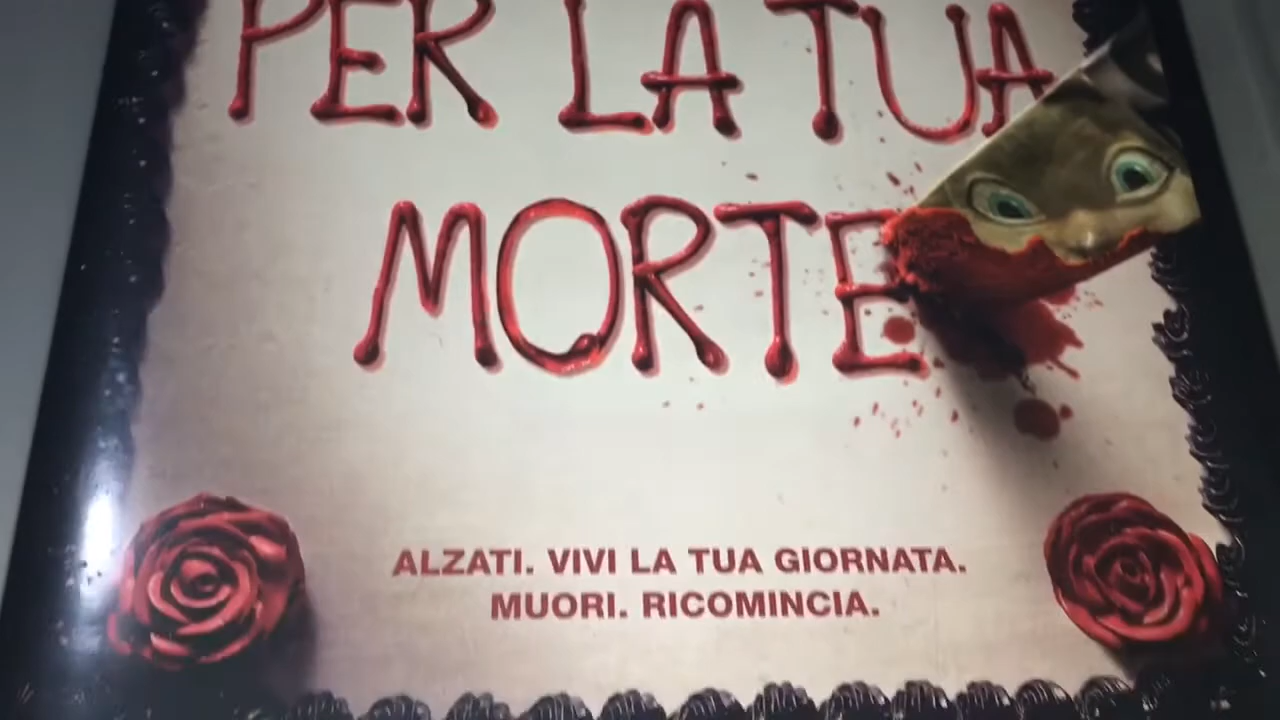 PER LA TUA
MORTE
ALZATI. VIVI LA TUA GIORNATA.
MUORI. RICOMINCIA.